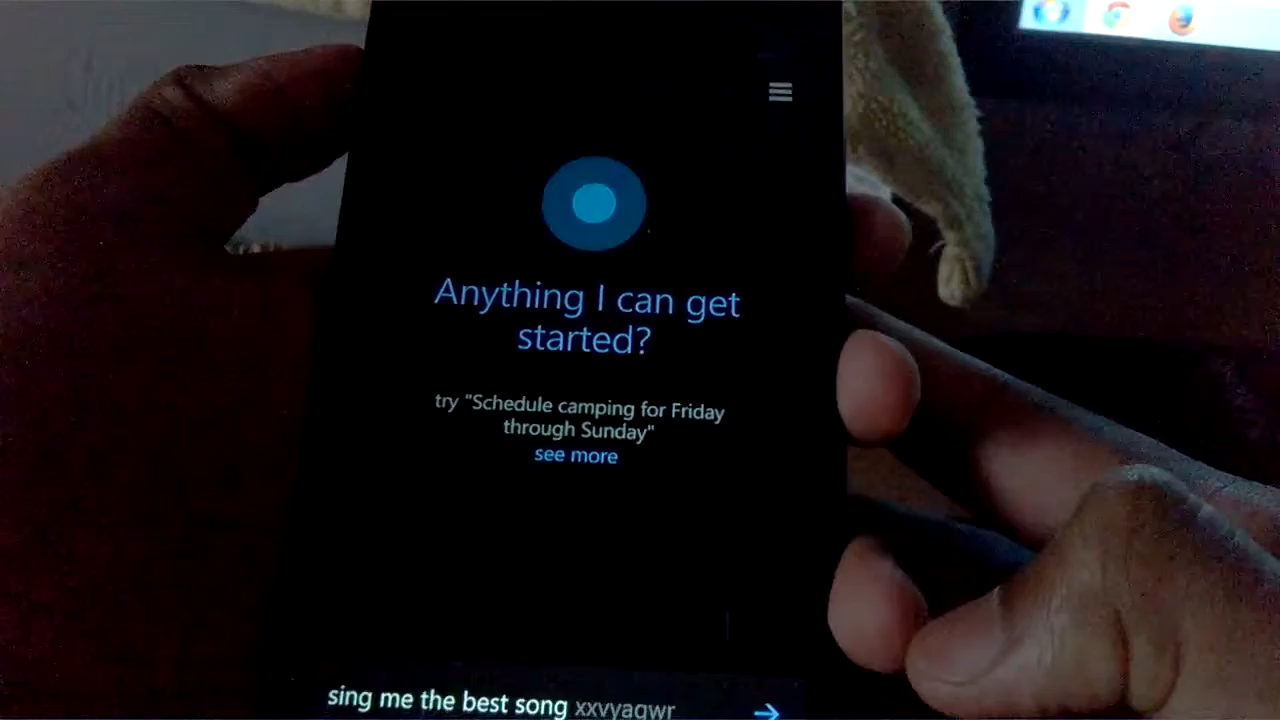 Anything I can get
started?
try "Schedule camping for Friday
through Sunday"
see more
sing me the best song xxvyaqwr